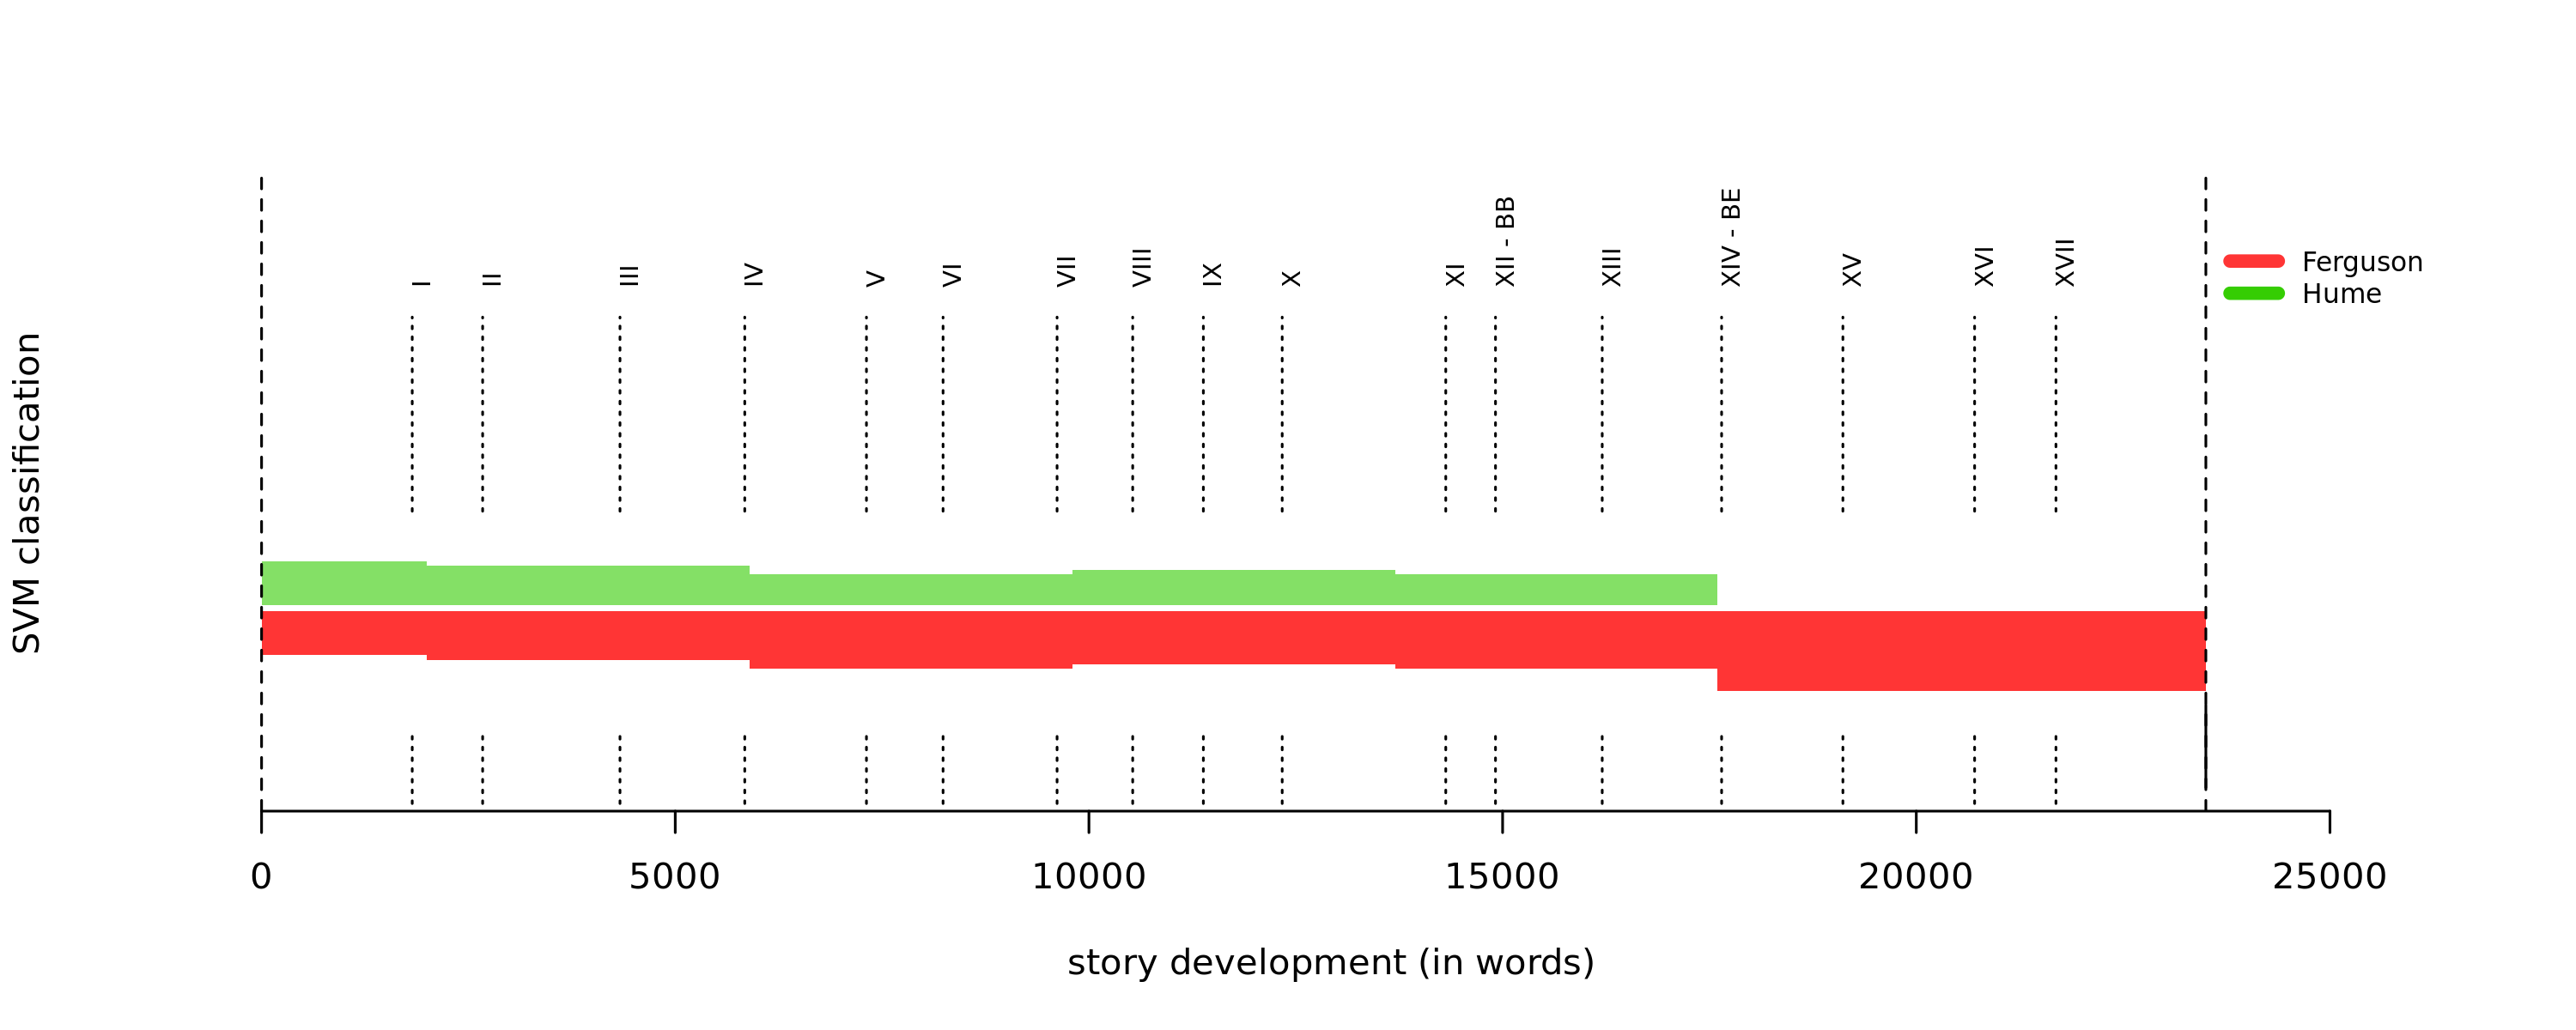 I
II
III
IV
V
VI
VII
VIII
IX
X
XI
XII - BB
XIII
XIV - BE
XV
XVI
XVII
Ferguson
Hume
SVM classification
0
5000
10000
15000
20000
25000
story development (in words)